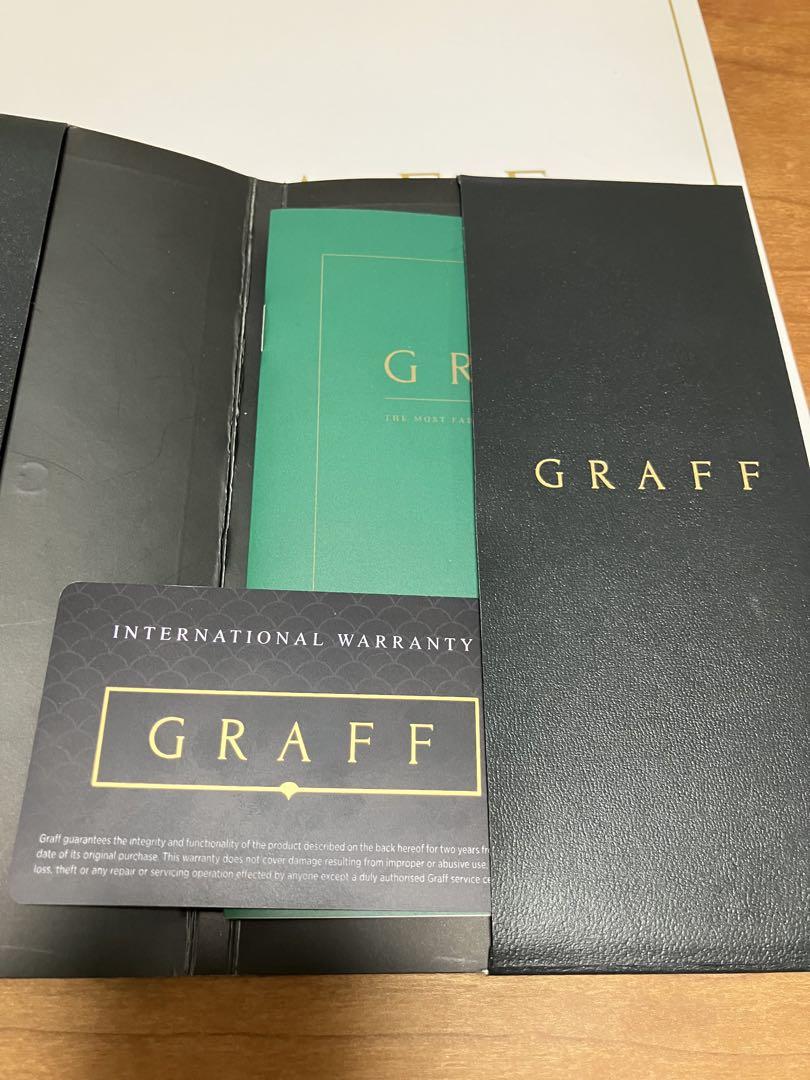 A F F
G R
THE MOST FA
GRAFF
INTERNATIONAL WARRANTY
GRAFF
Graff guarantees the integrity and functionality of the product described on the back hereof for two years fr
date of its original purchase. This warranty does not cover damage resulting from improper or abusive use
loss, theft or any repair or servicing operation effected by anyone except a duly authorised Graff service ce